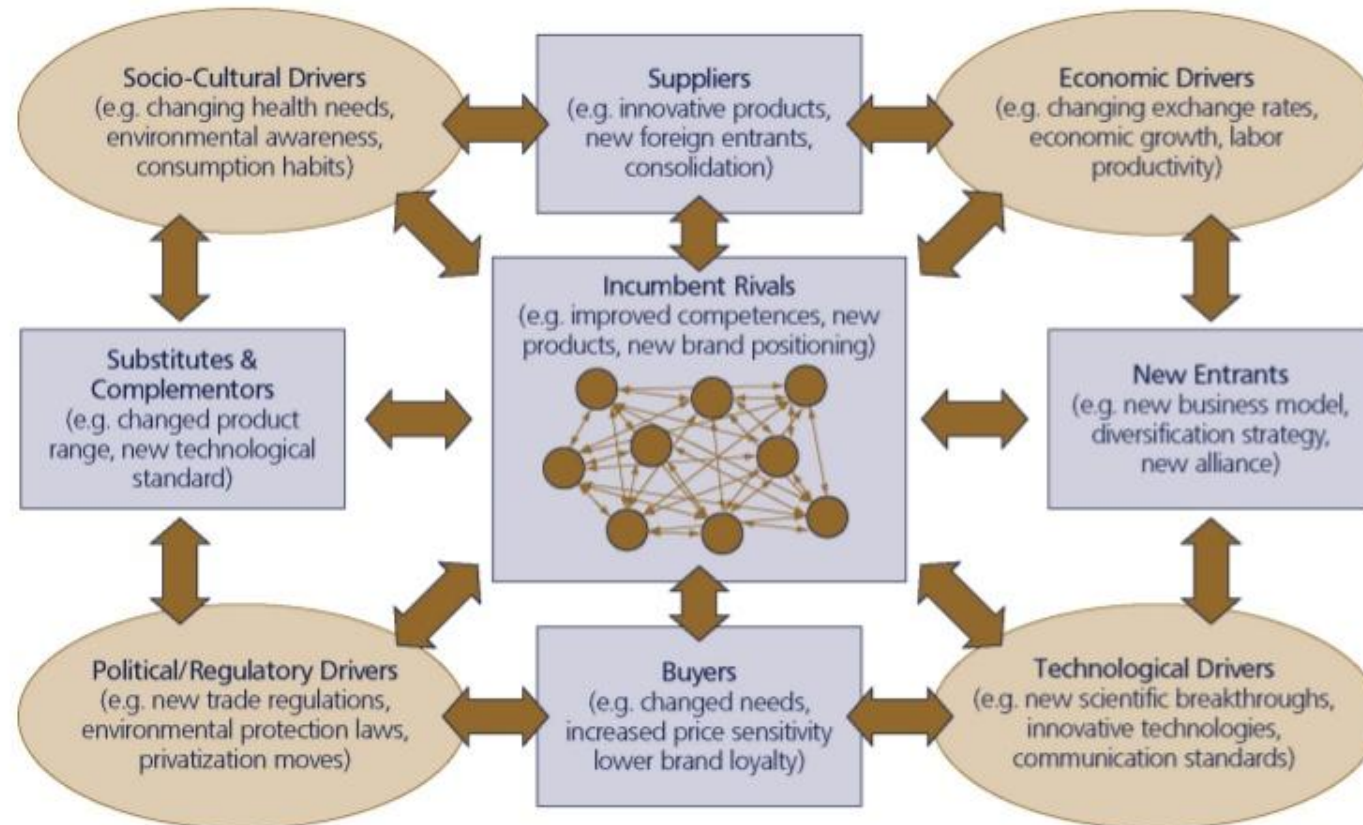 Socio-Cultural Drivers
(e.g. changing health needs,
environmental awareness,
consumption habits)
Suppliers
(e.g. innovative products,
new foreign entrants,
consolidation)
Economic Drivers
(e.g. changing exchange rates,
economic growth, labor
productivity)
Substitutes &
Complementors
(e.g. changed product
range, new technological
standard)
Incumbent Rivals
(e.g. improved competences, new
products, new brand positioning)
New Entrants
(e.g. new business model,
diversification strategy,
new alliance)
Political/Regulatory Drivers
(e.g. new trade regulations,
environmental protection laws,
privatization moves)
Buyers
(e.g. changed needs,
increased price sensitivity
lower brand loyalty)
Technological Drivers
(e.g. new scientific breakthroughs,
innovative technologies,
communication standards)